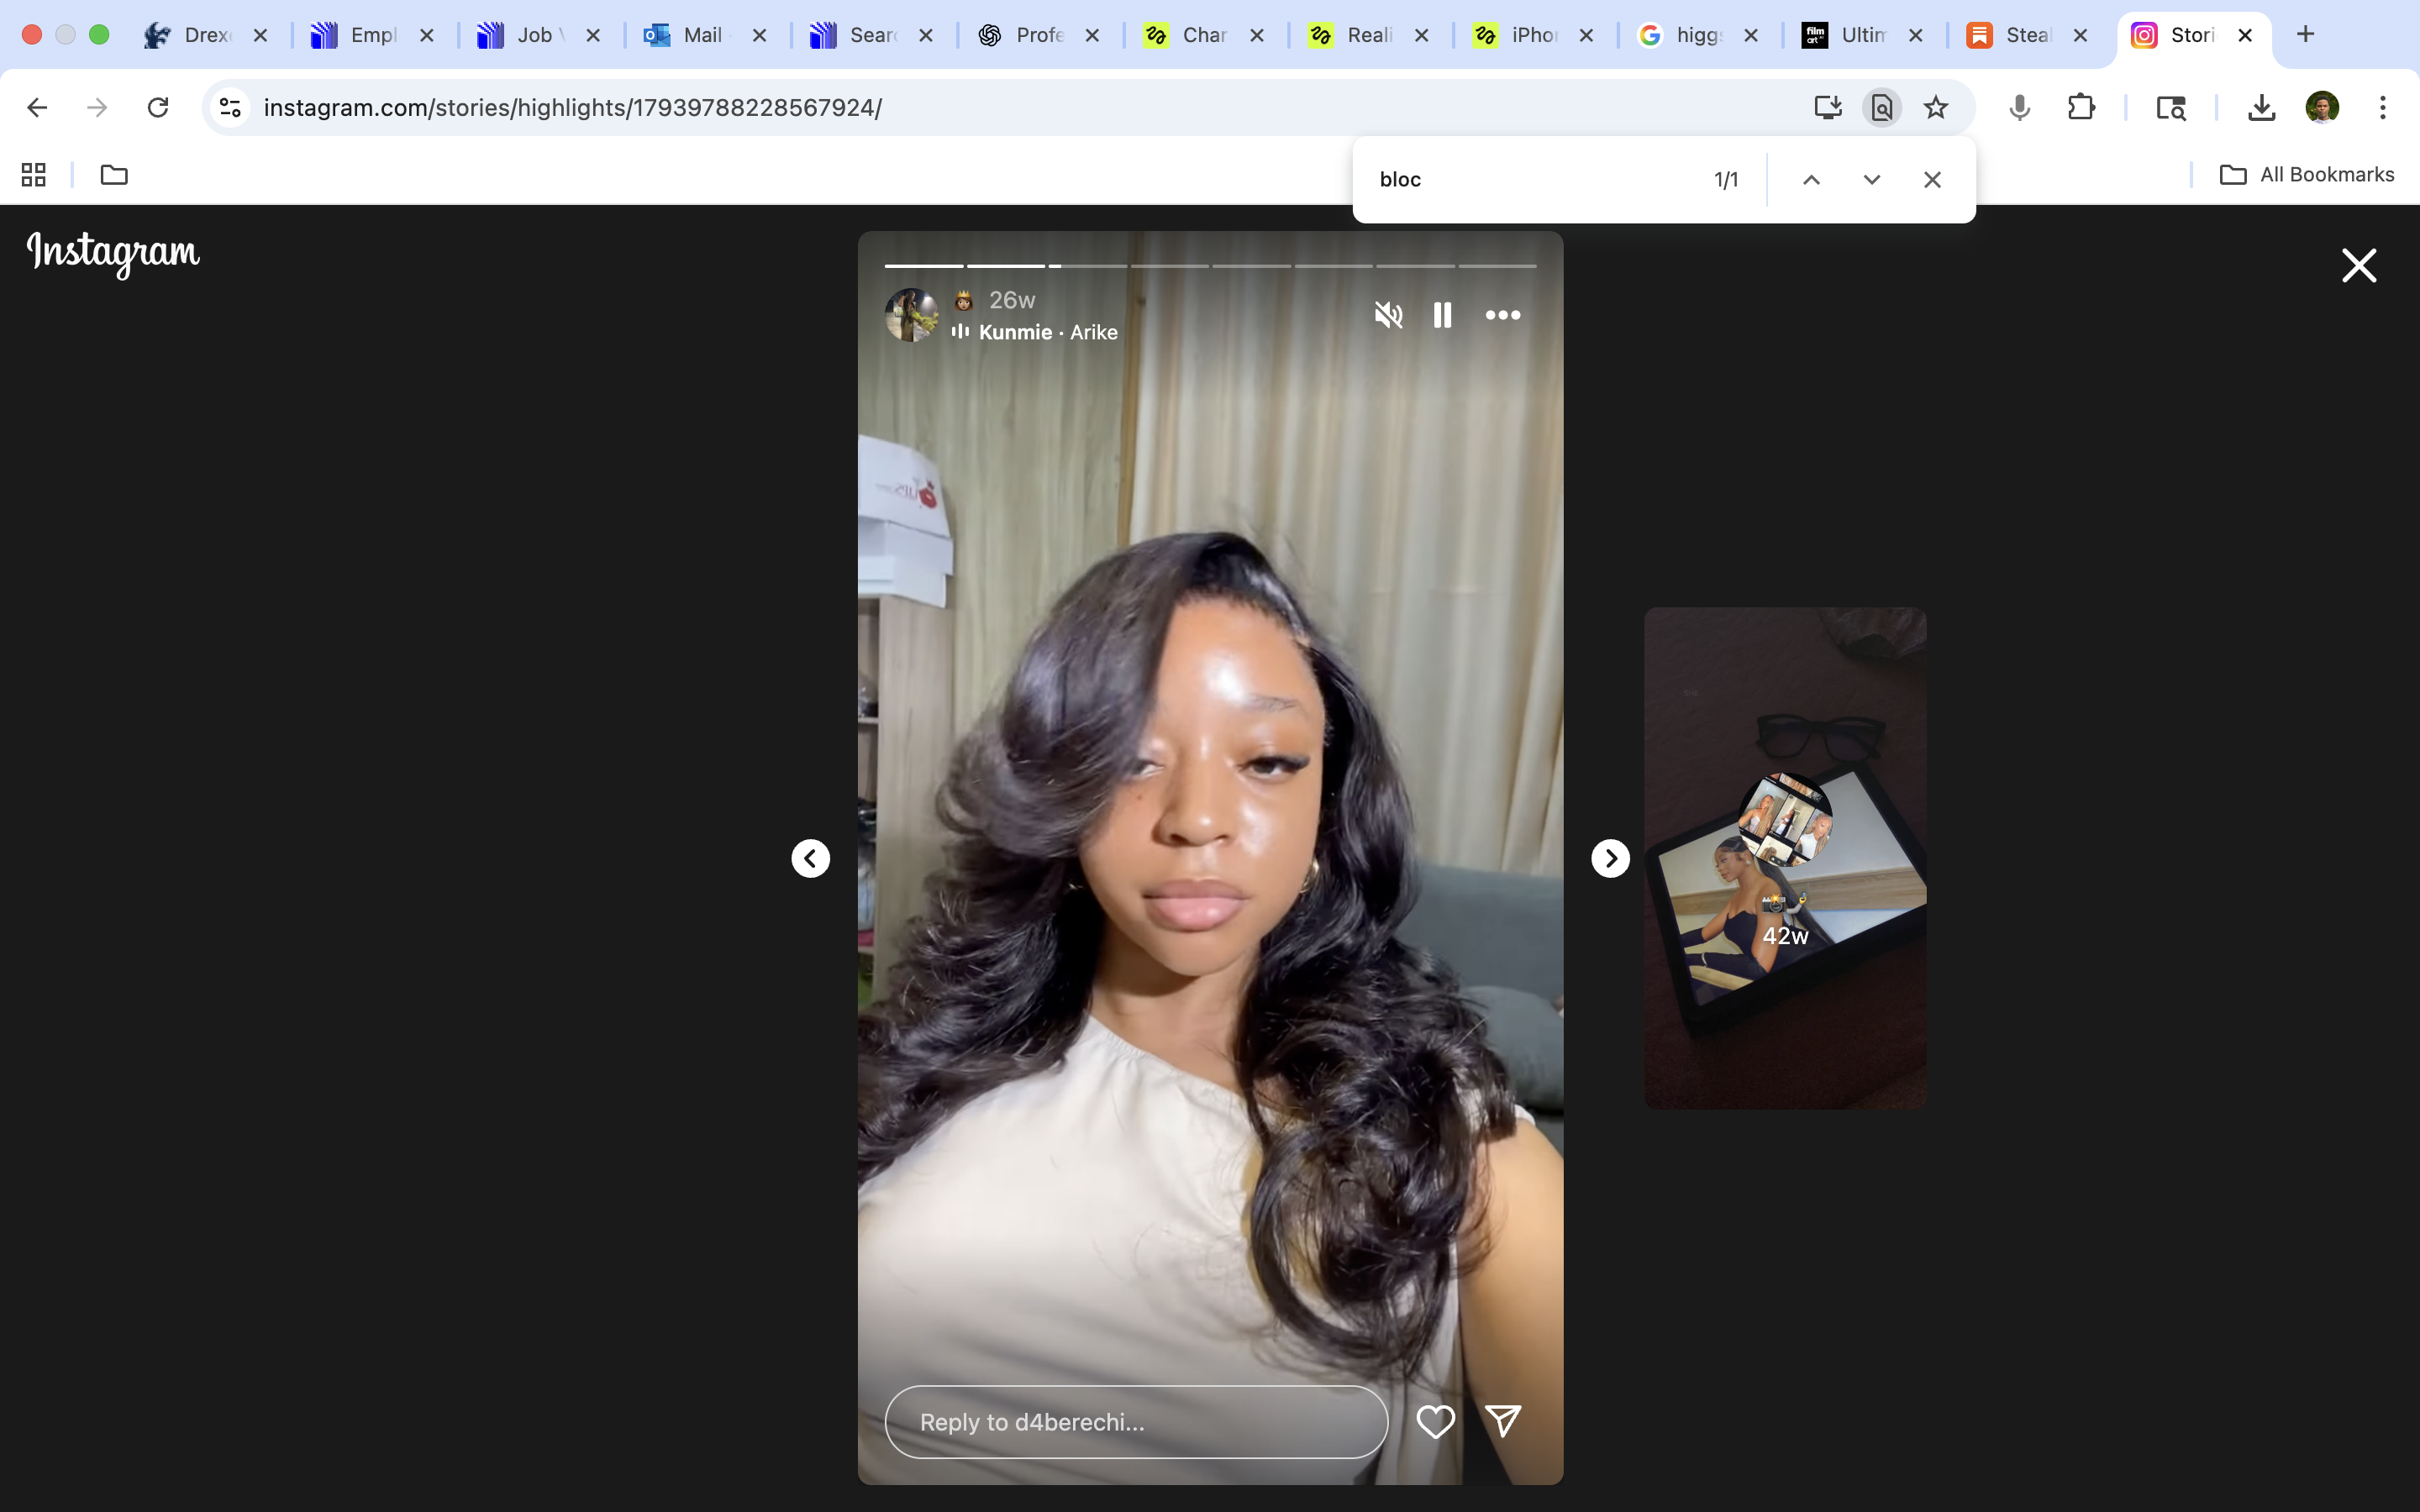 Drex
Empl
Job
Mail
Sear
Profe
Char
Reali
iPhor
higg
Ultim
Steal
Stori
instagram.com/stories/highlights/17939788228567924/
bloc
1/1
All Bookmarks
Instagram
26w
Kunmie · Arike
42w
Reply to d4berechi...